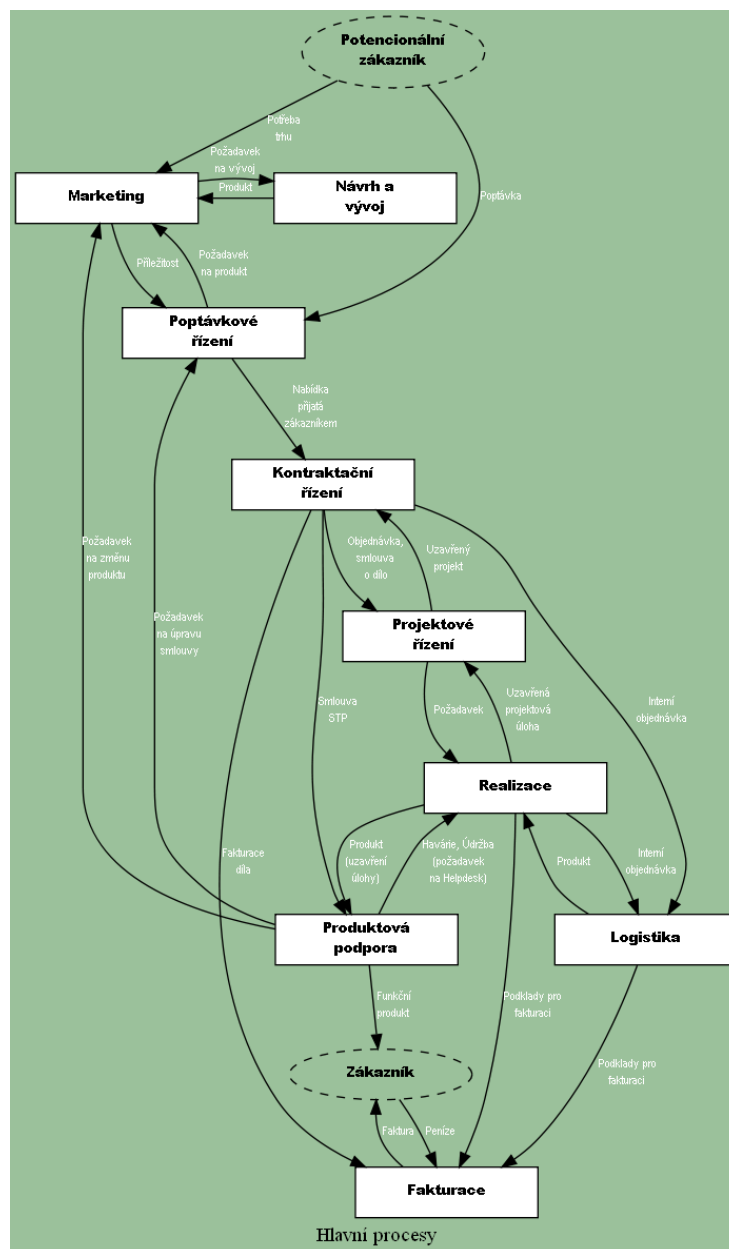 Potencionální
zákazník
Potřeba
trhu
Požadavek
na vývoj
Produkt
Marketing
Návrh a
vývoj
Poptávka
Příležitost
Požadavek
na produkt
Poptávkové
řízení
Nabídka
přijatá
zákazníkem
Kontraktační
řízení
Požadavek
na změnu
produktu
Objednávka,
smlouva
o dílo
Uzavřený
projekt
Požadavek
na úpravu
smlouvy
Projektové
řízení
Smlouva
STP
Požadavek
Uzavřená
projektová
úloha
Interní
objednávka
Realizace
Fakturace
díla
Produkt
(uzavření
úlohy)
Havárie, Údržba
(požadavek
na Helpdesk)
Produkt
Interní
objednávka
Produktová
podpora
Logistika
Funkční
produkt
Podklady pro
fakturaci
Zákazník
Podklady pro
fakturaci
Faktura
Peníze
Fakturace
Hlavní procesy